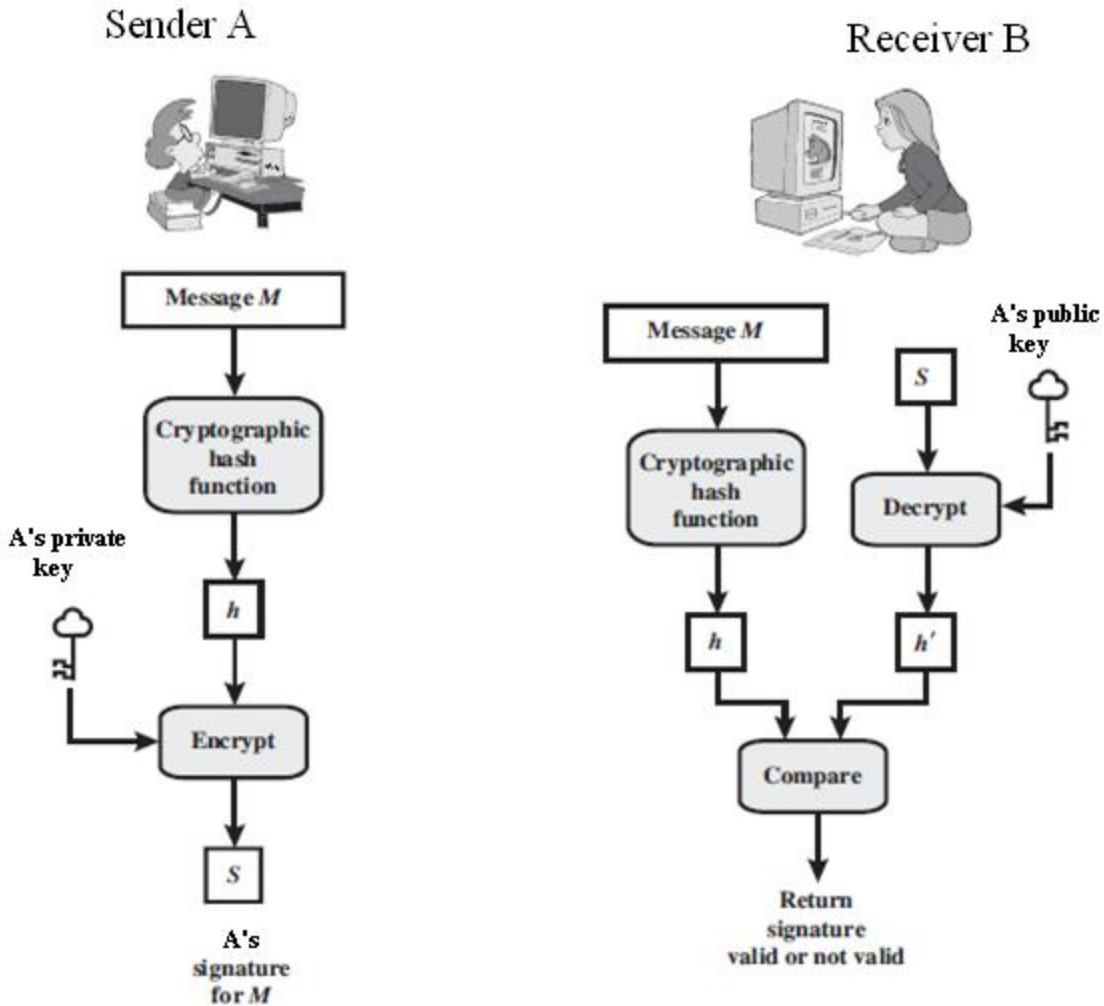 Sender A
Message M
Cryptographic
hash
function
A's private
key
h
Encrypt
S
A's
signature
for M
Receiver B
Message M
A's public
key
S
Cryptographic
hash
function
Decrypt
h
h'
Compare
Return
signature
valid or not valid